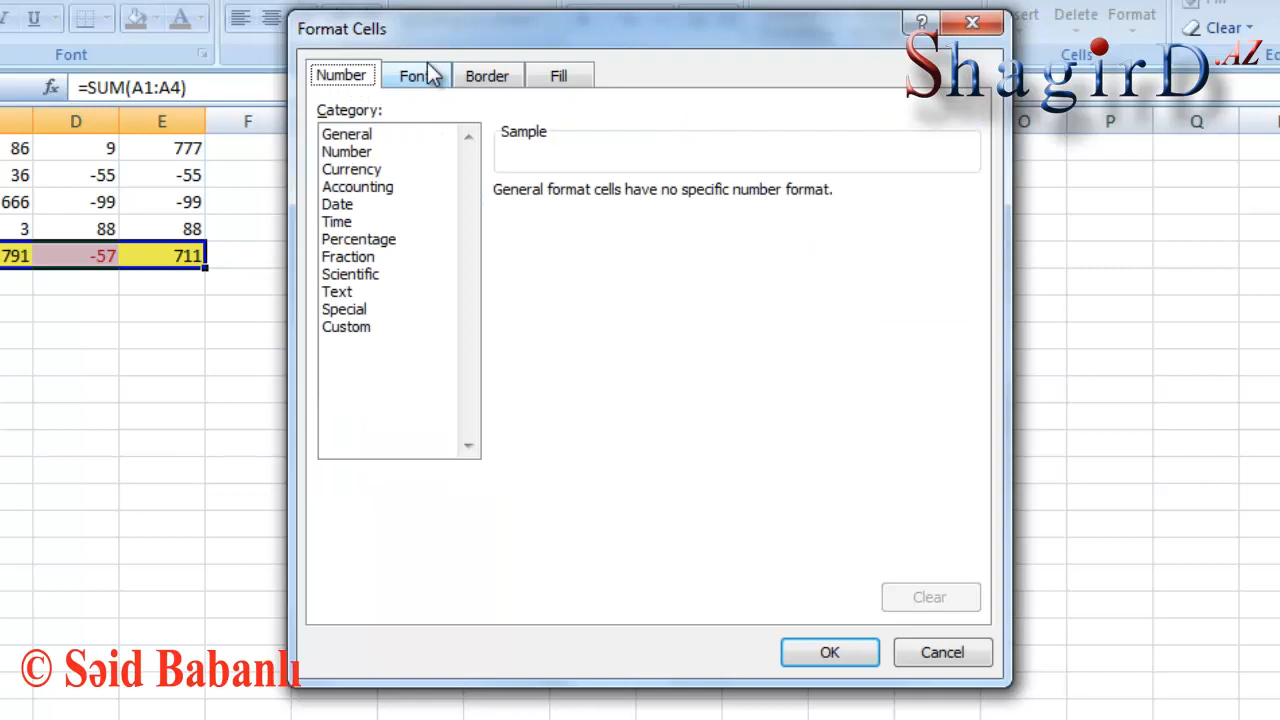 Format Cells
Insert Delete Format
Clear
Font
Cells
=SUM(A1:A4)
ShagirD.AZ
Number Font Border Fill
D E F O P Q
Category:
General
Number
Currency
Accounting
Date
Time
Percentage
Fraction
Scientific
Text
Special
Custom
Sample
General format cells have no specific number format.
86 9 777
36 -55 -55
666 -99 -99
3 88 88
791 -57 711
Clear
OK Cancel
© Səid Babanlı